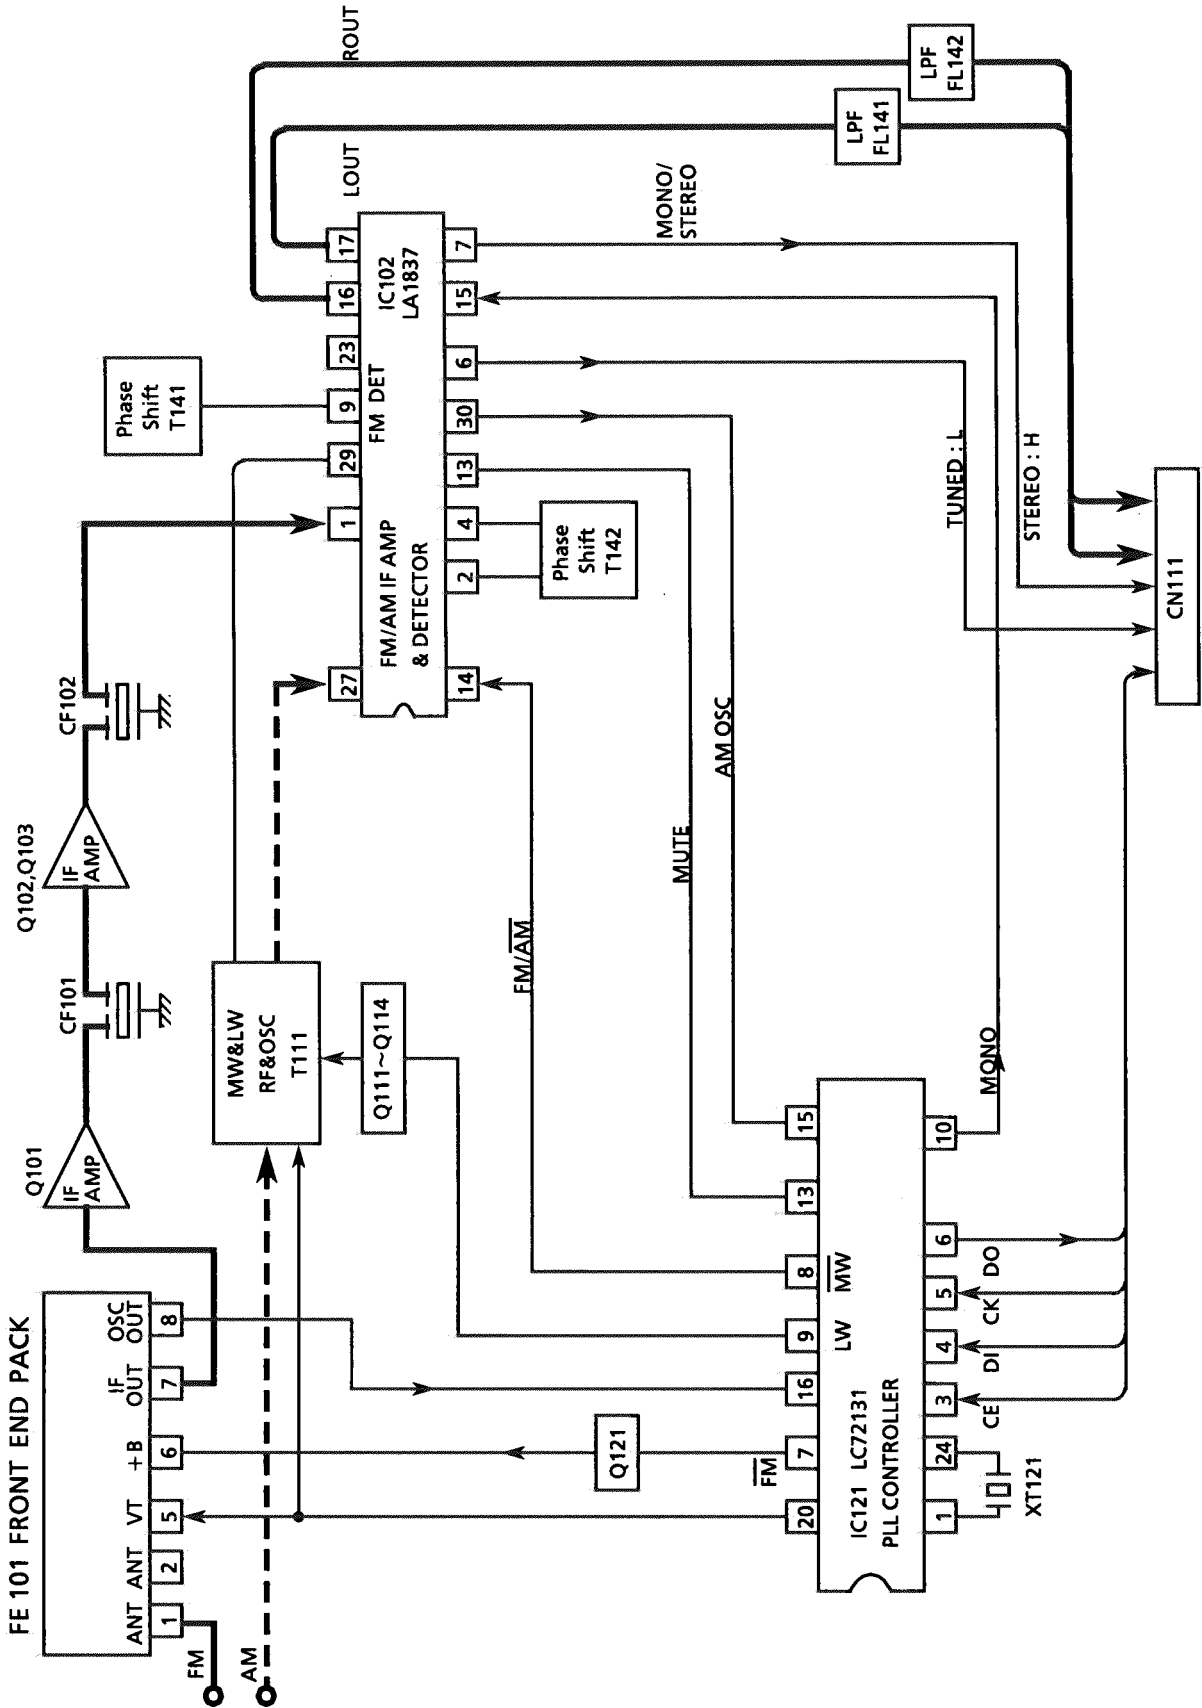 FE 101 FRONT END PACK
ANT
ANT
VT
+B
IF
OUT
OSC
OUT
1
2
5
6
7
8
FM
AM
Q101
IF
AMP
CF101
Q102,Q103
IF
AMP
CF102
MW&LW
RF&OSC
T111
Q111~Q114
Phase
Shift
T141
ROUT
LOUT
27
1
29
9
23
16
17
FM/AM IF AMP
& DETECTOR
FM DET
IC102
LA1837
14
2
4
13
30
6
15
7
Phase
Shift
T142
MONO/
STEREO
LPF
FL141
LPF
FL142
FM/AM
MUTE
AM OSC
TUNED : L
STEREO : H
MONO
Q121
FM
20
7
16
9
8
13
15
LW
MW
IC121 LC72131
PLL CONTROLLER
1
24
3
4
5
6
10
CE
DI
CK
DO
XT121
CN111